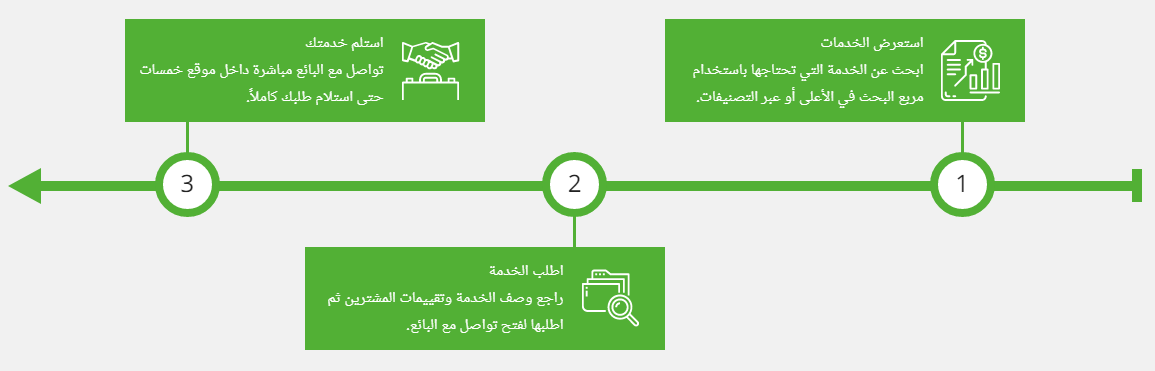 استعرض الخدمات
ابحث عن الخدمة التي تحتاجها باستخدام
مربع البحث في الأعلى أو عبر التصنيفات.
1
اطلب الخدمة
راجع وصف الخدمة وتقييمات المشترين ثم
اطلبها لفتح تواصل مع البائع.
2
استلم خدمتك
تواصل مع البائع مباشرة داخل موقع خمسات
حتى استلام طلبك كاملاً.
3